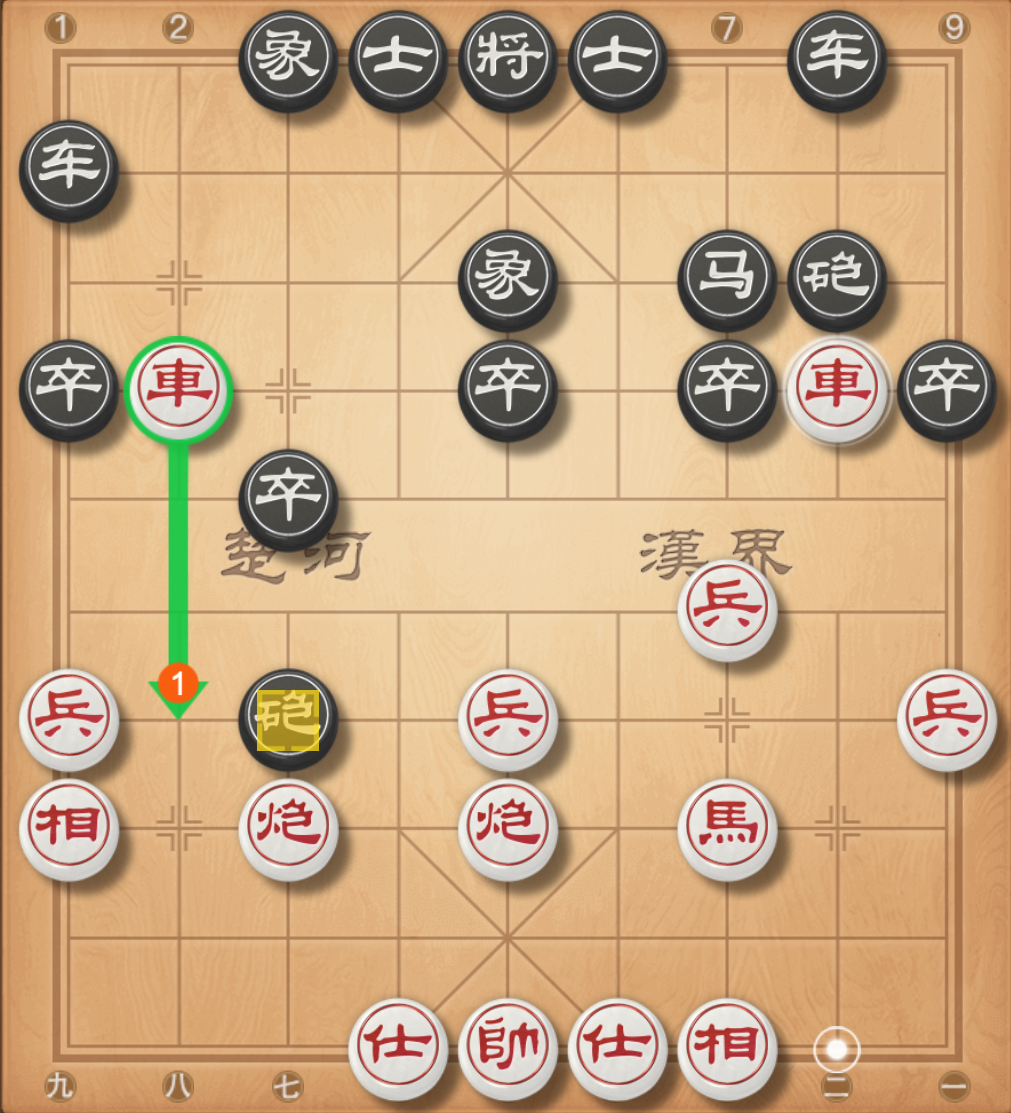 1 2 象 士 將 士 7 车 9
车
象 马 砲
卒 車 卒 卒 車 卒
卒
楚河 漢界
兵
1
兵 砲 兵 兵
相 炮 炮 馬
仕 帥 仕 相
九 八 七 二 一